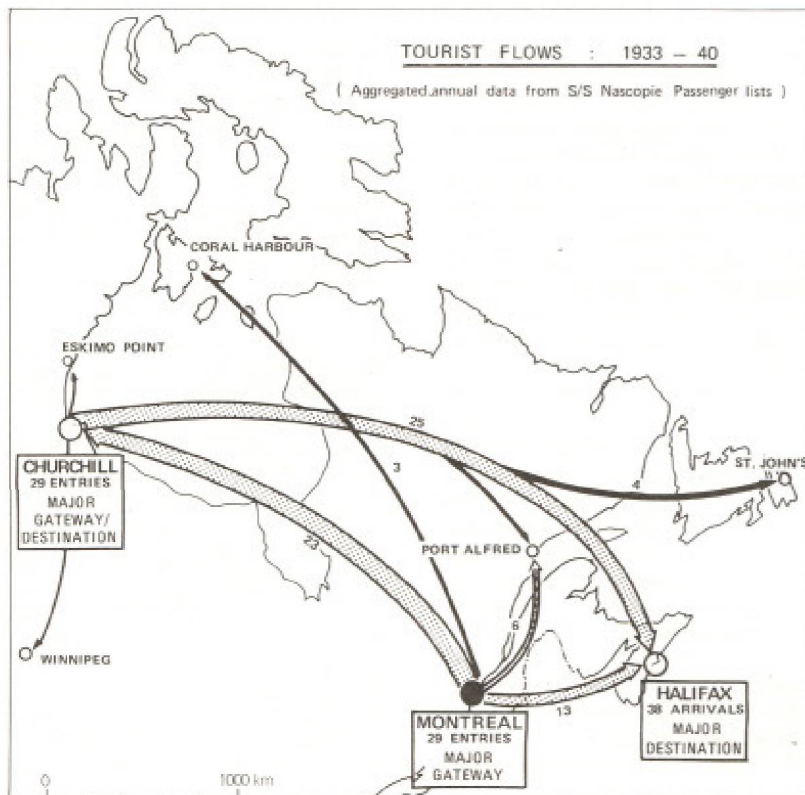 TOURIST FLOWS : 1933 – 40
( Aggregated annual data from S/S Nascopie Passenger lists )
CORAL HARBOUR
ESKIMO POINT
25
CHURCHILL
29 ENTRIES
MAJOR
GATEWAY/
DESTINATION
3
4
ST. JOHN'S
23
PORT ALFRED
6
WINNIPEG
13
MONTREAL
29 ENTRIES
MAJOR
GATEWAY
HALIFAX
38 ARRIVALS
MAJOR
DESTINATION
0
1000 km